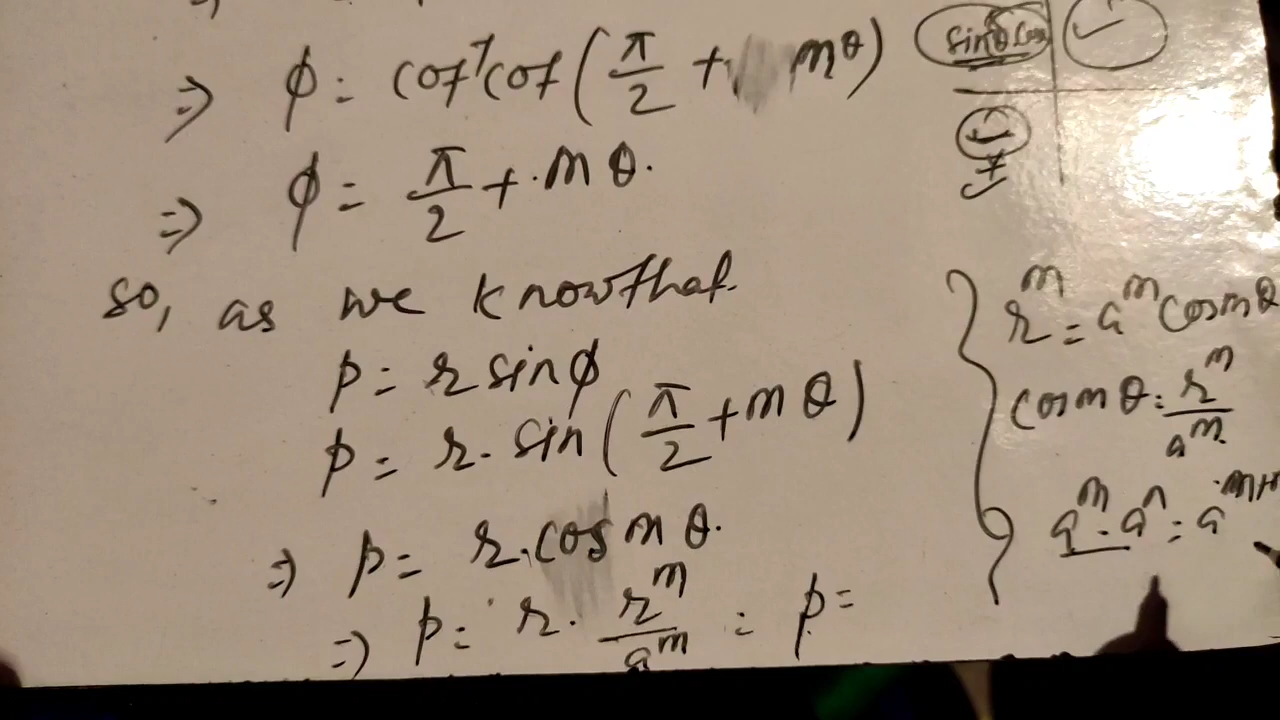 ⇒ φ = cot⁻¹cot(π/2 + mθ)
⇒ φ = π/2 + mθ.
so, as we know that.
p = r sinφ
p = r. sin(π/2 + mθ)
⇒ p = r. cos mθ.
⇒ p = r. r^m/a^m = p =
sinθ
r^m = a^m cos mθ
cos mθ = r^m/a^m
a^m . a^n = a^m+n